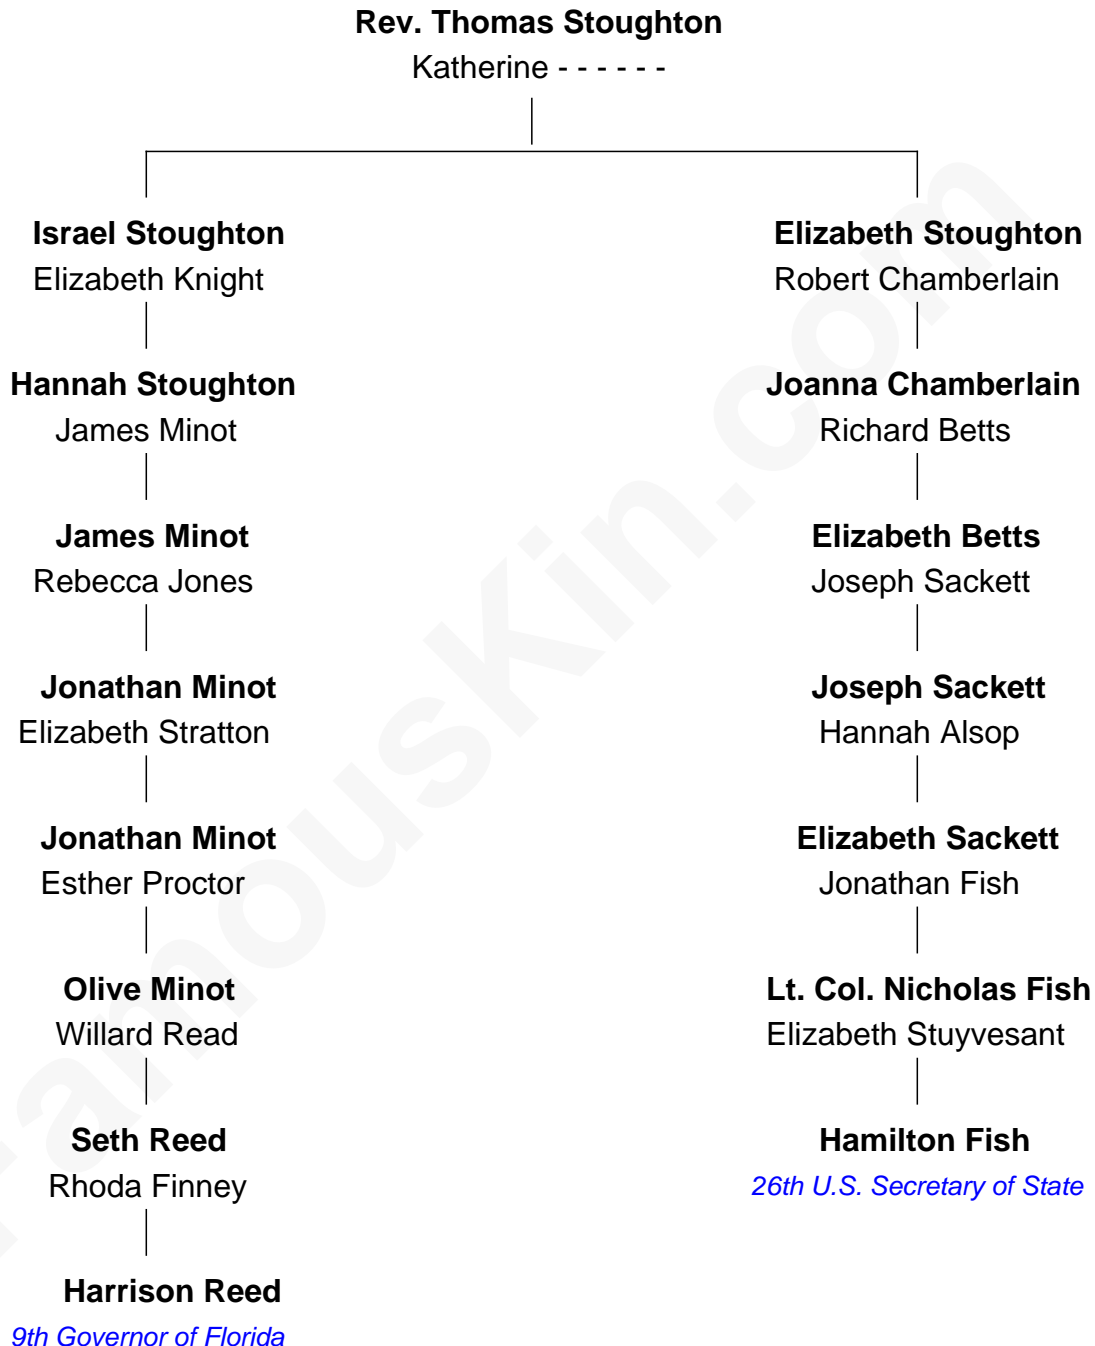 Rev. Thomas Stoughton
Katherine - - - - - -
Israel Stoughton
Elizabeth Knight
Elizabeth Stoughton
Robert Chamberlain
Hannah Stoughton
James Minot
Joanna Chamberlain
Richard Betts
James Minot
Rebecca Jones
Elizabeth Betts
Joseph Sackett
Jonathan Minot
Elizabeth Stratton
Joseph Sackett
Hannah Alsop
Jonathan Minot
Esther Proctor
Elizabeth Sackett
Jonathan Fish
Olive Minot
Willard Read
Lt. Col. Nicholas Fish
Elizabeth Stuyvesant
Seth Reed
Rhoda Finney
Hamilton Fish
26th U.S. Secretary of State
Harrison Reed
9th Governor of Florida
FamousKin.com